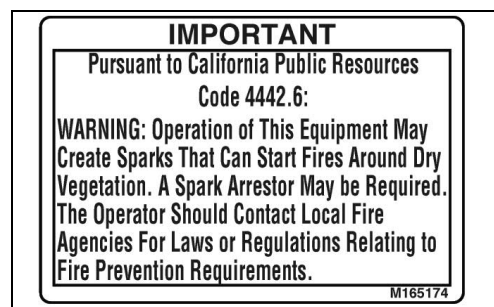 IMPORTANT
Pursuant to California Public Resources
Code 4442.6:
WARNING: Operation of This Equipment May
Create Sparks That Can Start Fires Around Dry
Vegetation. A Spark Arrestor May be Required.
The Operator Should Contact Local Fire
Agencies For Laws or Regulations Relating to
Fire Prevention Requirements.
M165174